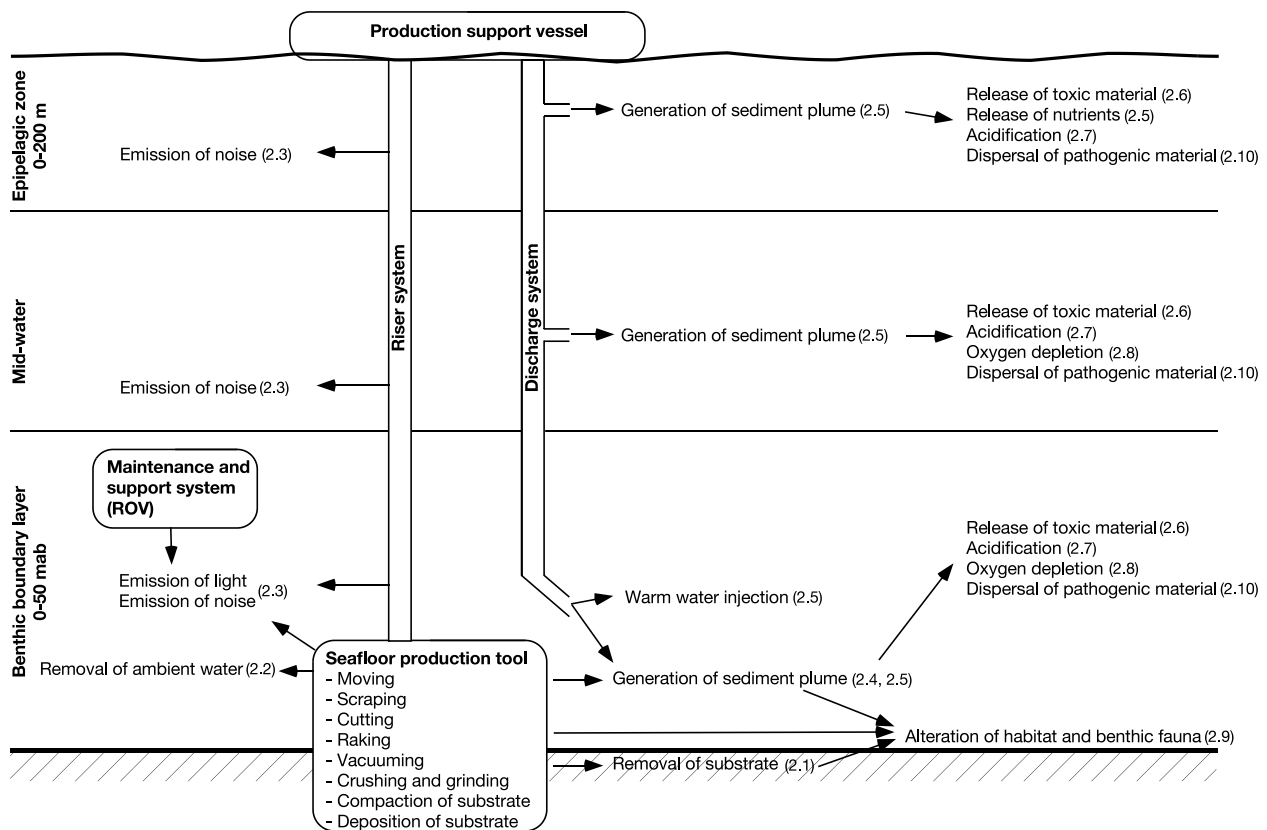 Production support vessel
Epipelagic zone
0-200 m
Emission of noise (2.3)
Generation of sediment plume (2.5)
Release of toxic material (2.6)
Release of nutrients (2.5)
Acidification (2.7)
Dispersal of pathogenic material (2.10)
Riser system
Discharge system
Mid-water
Emission of noise (2.3)
Generation of sediment plume (2.5)
Release of toxic material (2.6)
Acidification (2.7)
Oxygen depletion (2.8)
Dispersal of pathogenic material (2.10)
Benthic boundary layer
0-50 mab
Maintenance and
support system
(ROV)
Emission of light
Emission of noise
(2.3)
Removal of ambient water (2.2)
Seafloor production tool
- Moving
- Scraping
- Cutting
- Raking
- Vacuuming
- Crushing and grinding
- Compaction of substrate
- Deposition of substrate
Warm water injection (2.5)
Generation of sediment plume (2.4, 2.5)
Removal of substrate (2.1)
Release of toxic material (2.6)
Acidification (2.7)
Oxygen depletion (2.8)
Dispersal of pathogenic material (2.10)
Alteration of habitat and benthic fauna (2.9)